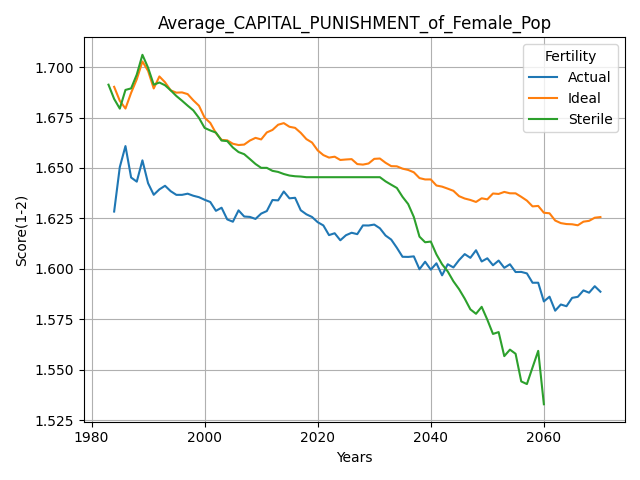 Average_CAPITAL_PUNISHMENT_of_Female_Pop
Fertility
Actual
Ideal
Sterile
Score(1-2)
1.700
1.675
1.650
1.625
1.600
1.575
1.550
1.525
1980 2000 2020 2040 2060
Years